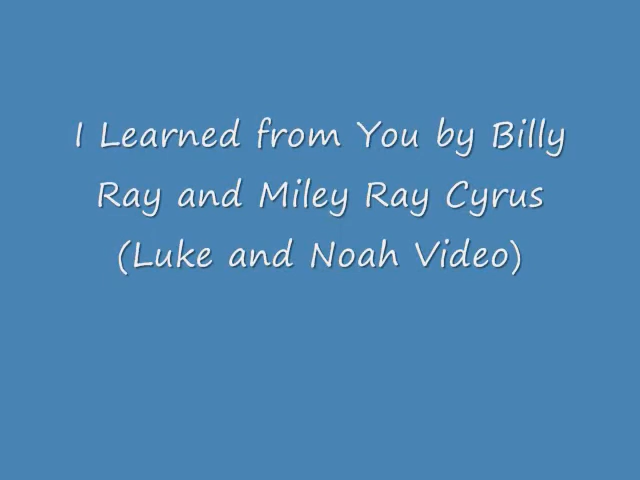 I Learned from You by Billy
Ray and Miley Ray Cyrus
(Luke and Noah Video)